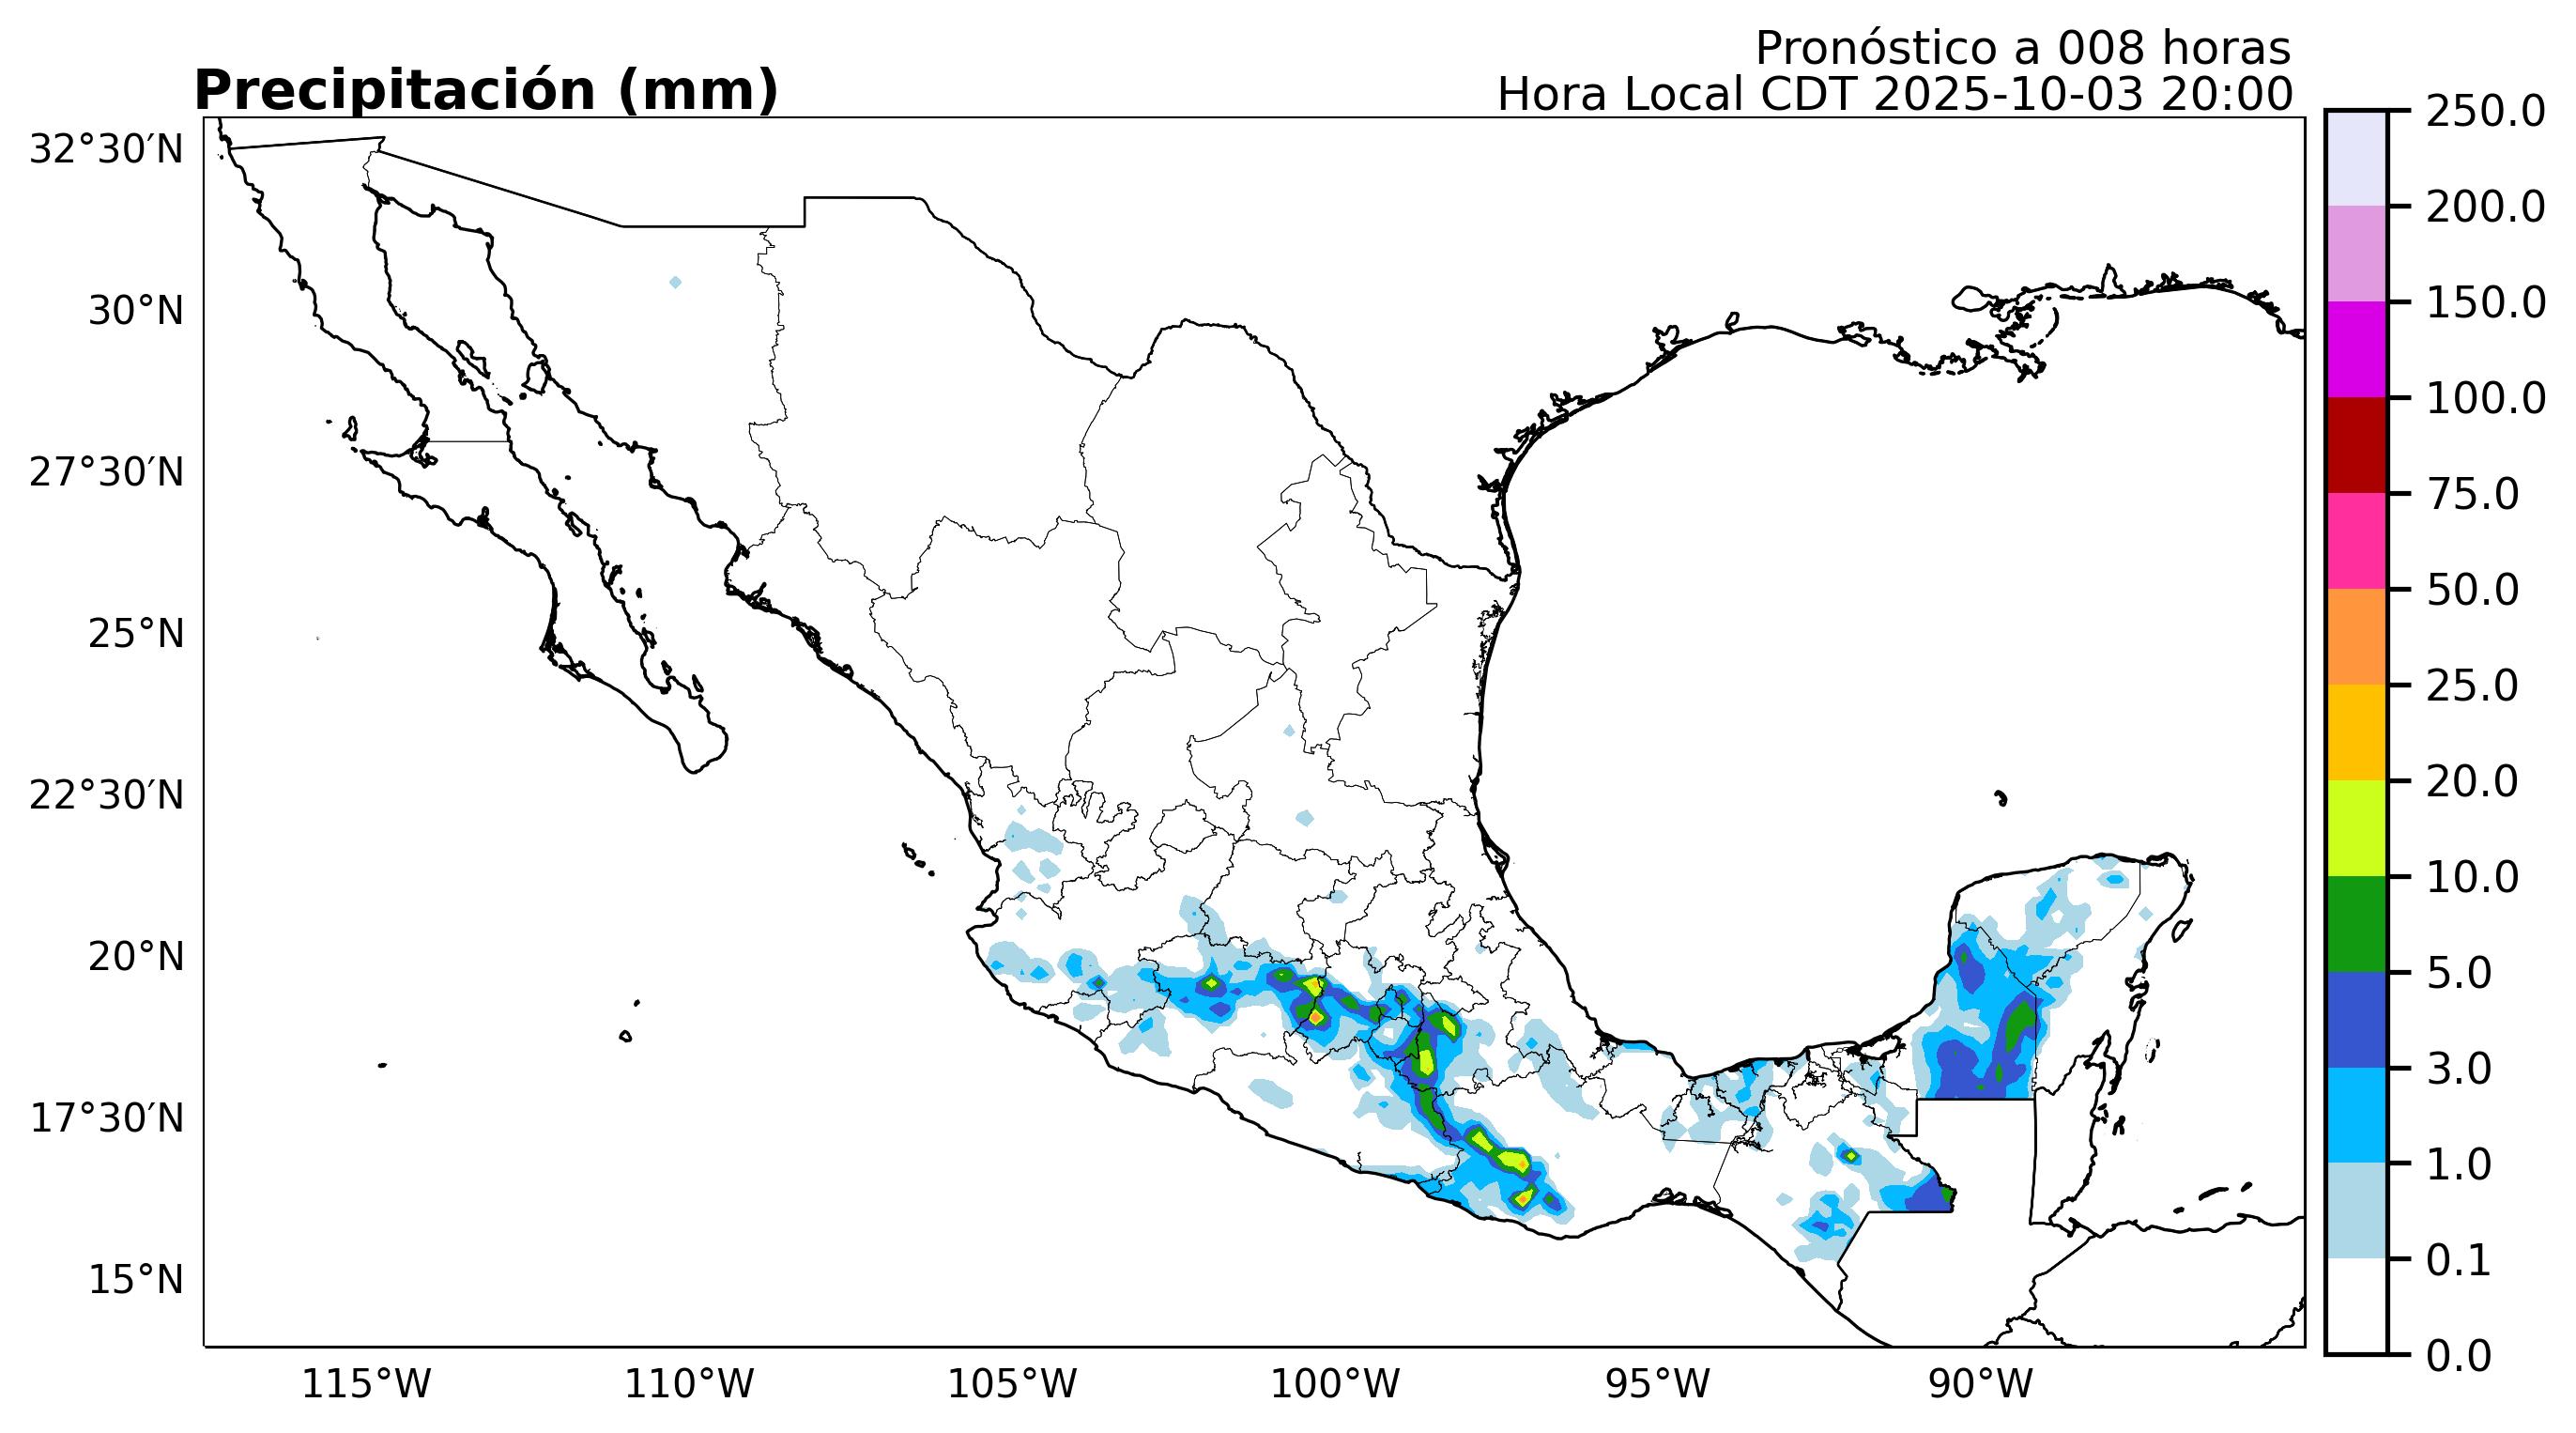 Pronóstico a 008 horas
Precipitación (mm)
Hora Local CDT 2025-10-03 20:00
32°30′N
30°N
27°30′N
25°N
22°30′N
20°N
17°30′N
15°N
115°W
110°W
105°W
100°W
95°W
90°W
250.0
200.0
150.0
100.0
75.0
50.0
25.0
20.0
10.0
5.0
3.0
1.0
0.1
0.0